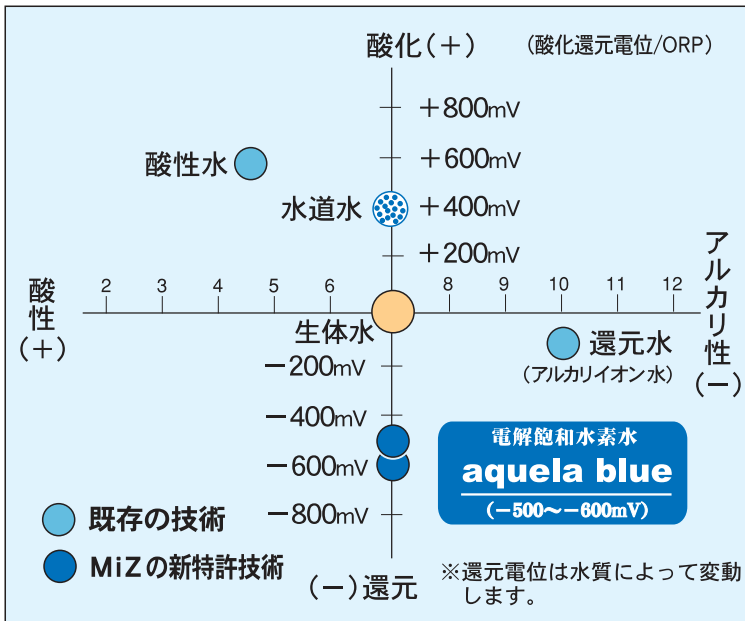 酸化(+)
(酸化還元電位/ORP)
+800mV
酸性水
+600mV
水道水
+400mV
+200mV
酸性(+)
2 3 4 5 6 8 9 10 11 12
アルカリ性(−)
生体水
還元水
(アルカリイオン水)
−200mV
−400mV
−600mV
−800mV
電解飽和水素水
aquela blue
(−500〜−600mV)
既存の技術
MiZの新特許技術
(−)還元
※還元電位は水質によって変動
します。